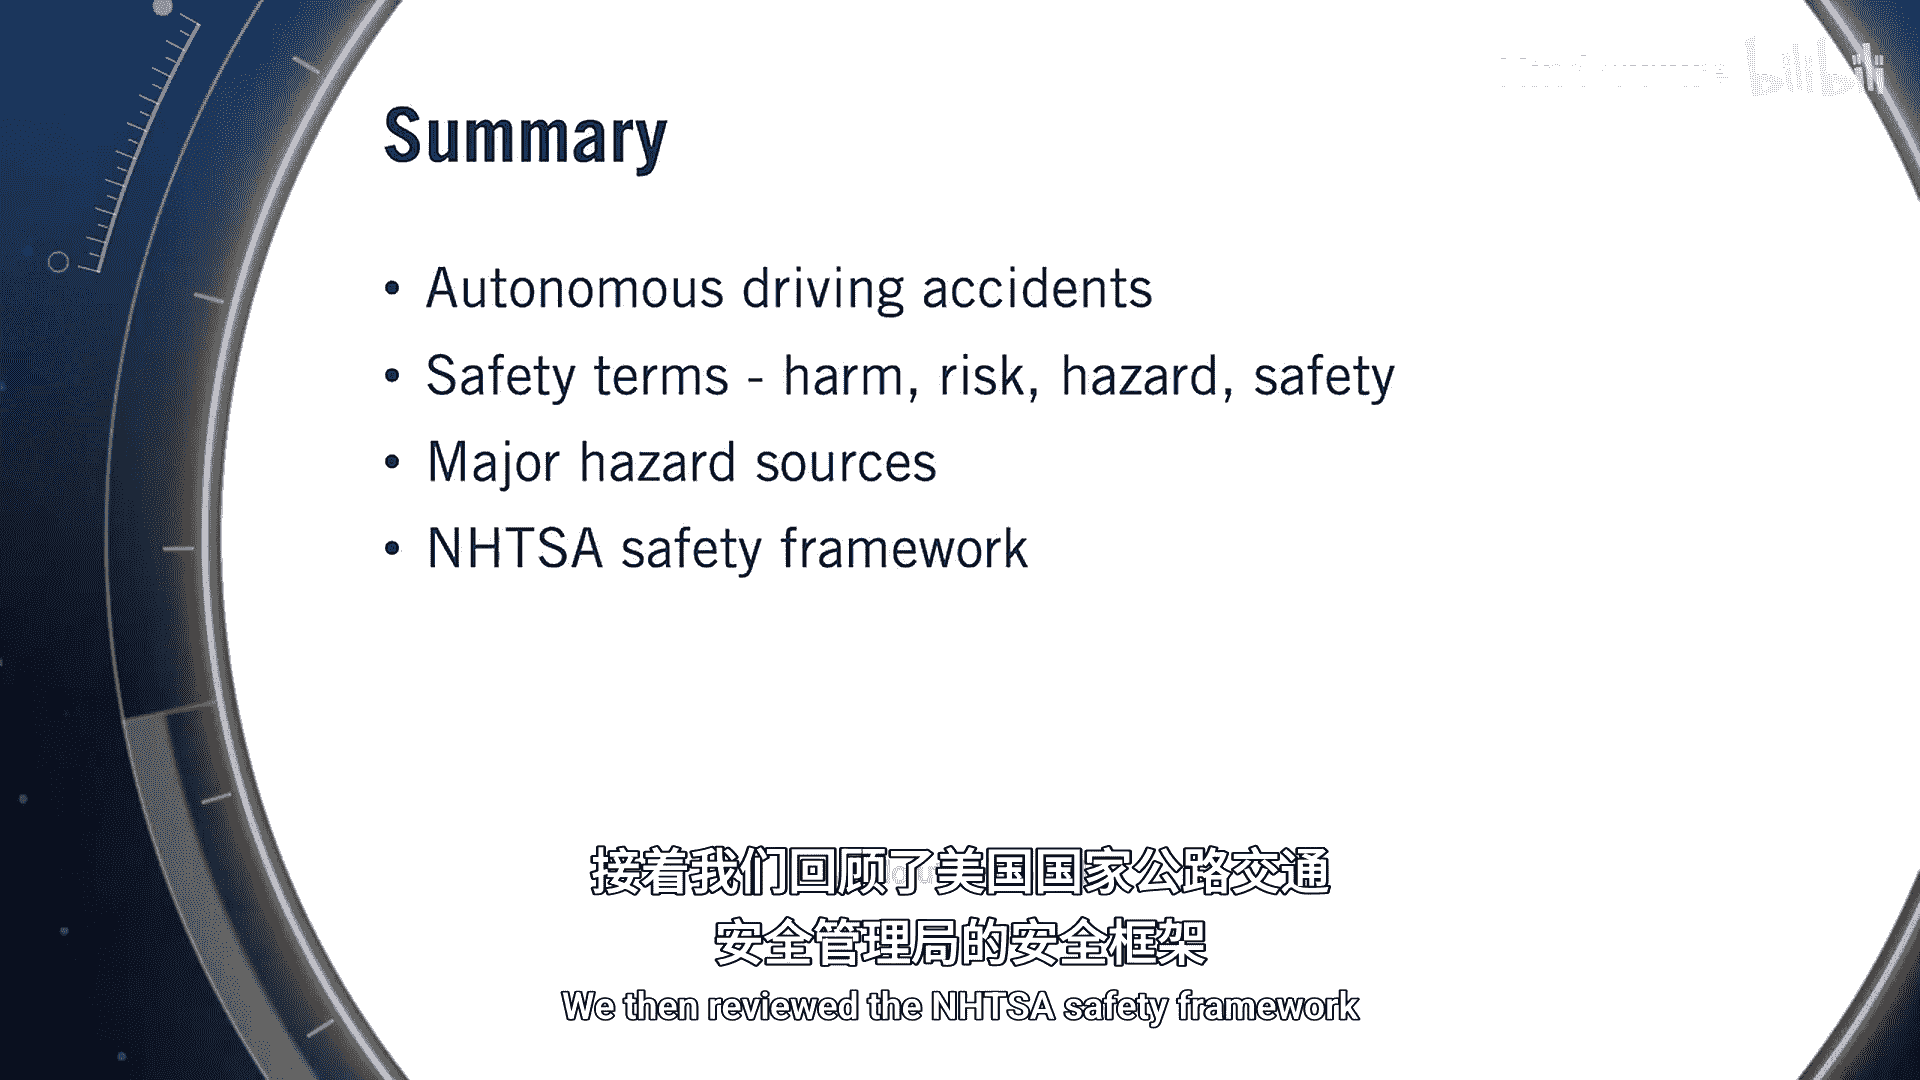 bilibili
Summary
• Autonomous driving accidents
• Safety terms - harm, risk, hazard, safety
• Major hazard sources
• NHTSA safety framework
接着我们回顾了美国国家公路交通
安全管理局的安全框架
We then reviewed the NHTSA safety framework